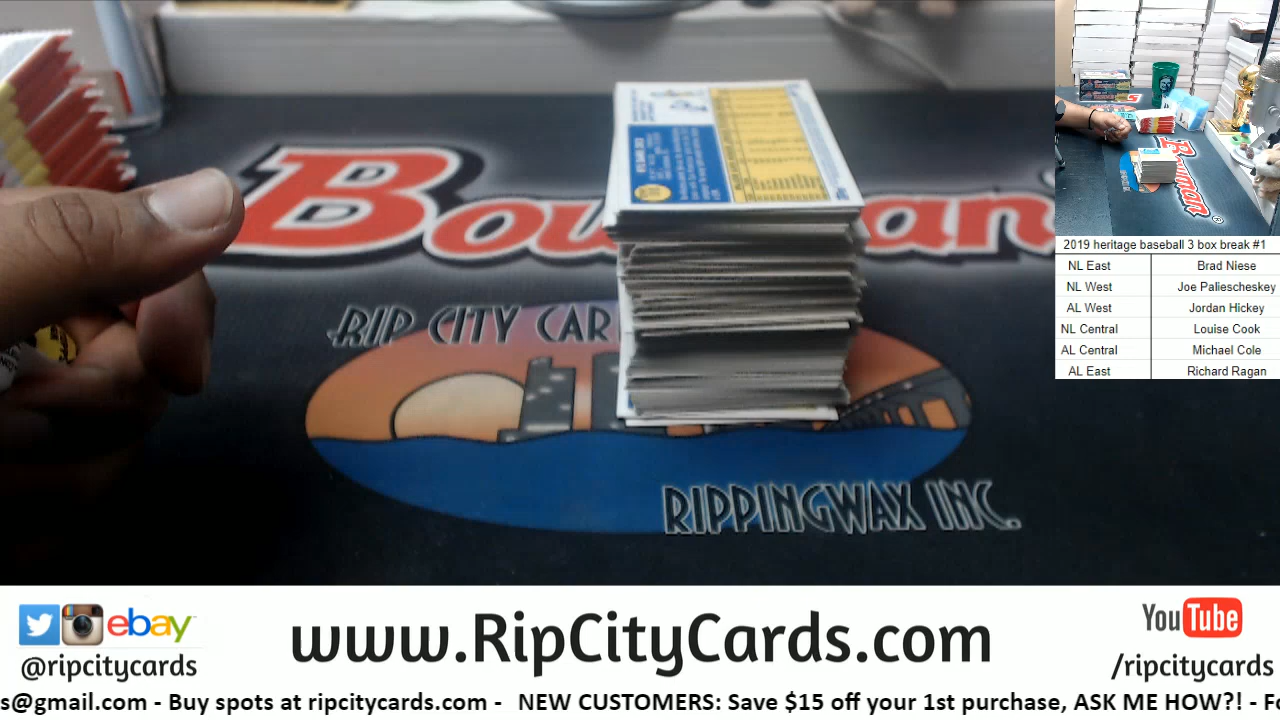 Bowman
RIP CITY CAR
RIPPINGWAX INC.
Bowman
2019 heritage baseball 3 box break #1
NL East Brad Niese
NL West Joe Paliescheskey
AL West Jordan Hickey
NL Central Louise Cook
AL Central Michael Cole
AL East Richard Ragan
ebay
@ripcitycards
www.RipCityCards.com
YouTube
/ripcitycards
s@gmail.com - Buy spots at ripcitycards.com - NEW CUSTOMERS: Save $15 off your 1st purchase, ASK ME HOW?! - Fo